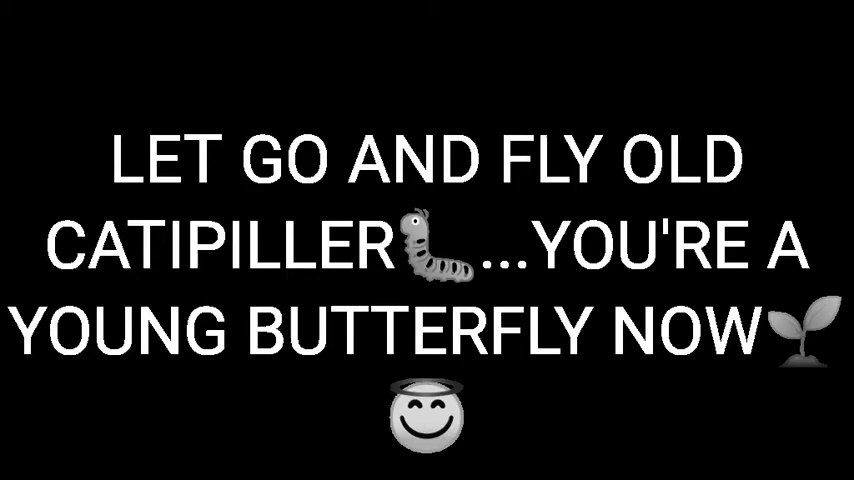 LET GO AND FLY OLD
CATIPILLER🐛...YOU'RE A
YOUNG BUTTERFLY NOW🌱
😇